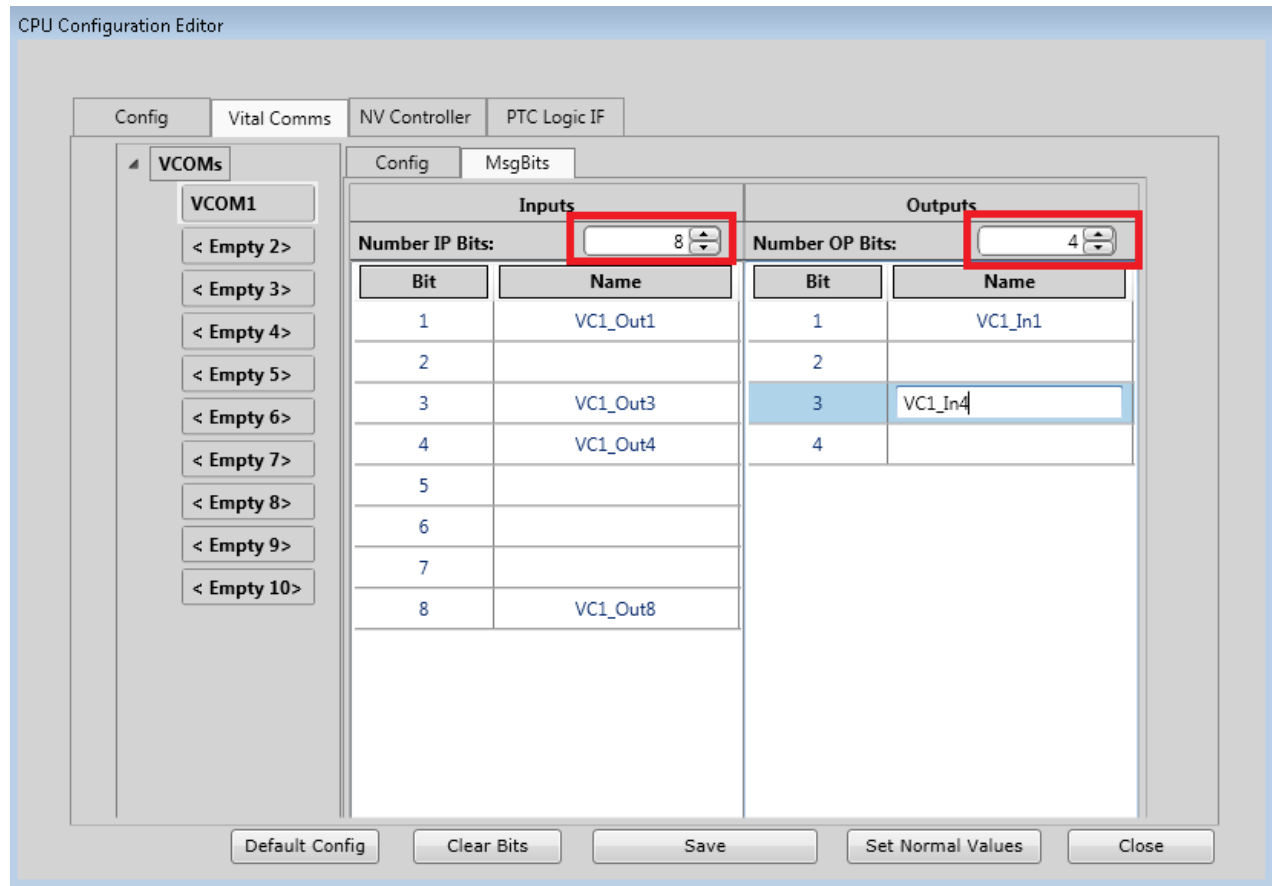 CPU Configuration Editor
Config Vital Comms NV Controller PTC Logic IF
VCOMs Config MsgBits
VCOM1 Inputs Outputs
< Empty 2> Number IP Bits: 8 Number OP Bits: 4
< Empty 3> Bit Name Bit Name
< Empty 4> 1 VC1_Out1 1 VC1_In1
< Empty 5> 2 2
< Empty 6> 3 VC1_Out3 3 VC1_In4
< Empty 7> 4 VC1_Out4 4
< Empty 8> 5
< Empty 9> 6
< Empty 10> 7
8 VC1_Out8
Default Config Clear Bits Save Set Normal Values Close